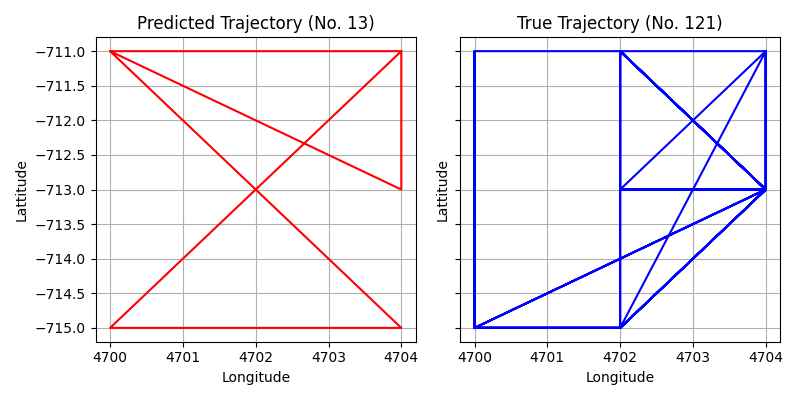 Predicted Trajectory (No. 13)
True Trajectory (No. 121)
−711.0
−711.5
−712.0
−712.5
−713.0
−713.5
−714.0
−714.5
−715.0
Lattitude
Lattitude
4700 4701 4702 4703 4704
4700 4701 4702 4703 4704
Longitude
Longitude